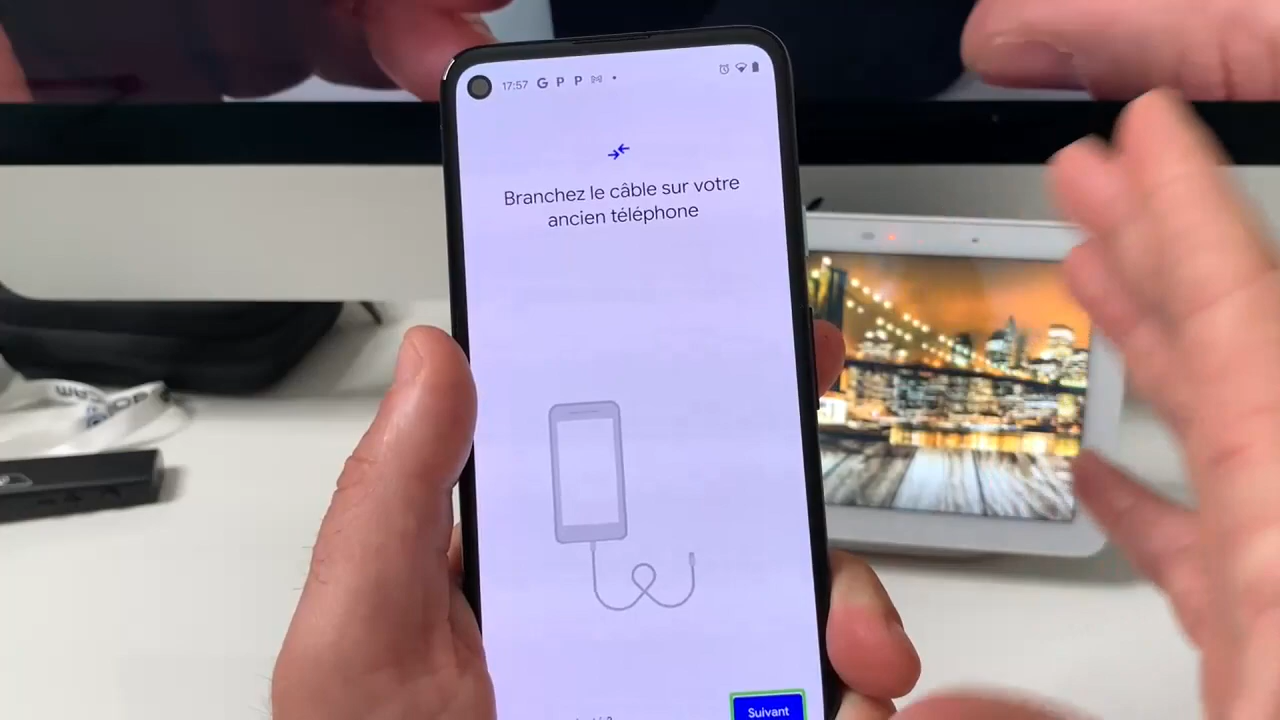 17:57 G P P
Branchez le câble sur votre
ancien téléphone
Suivant